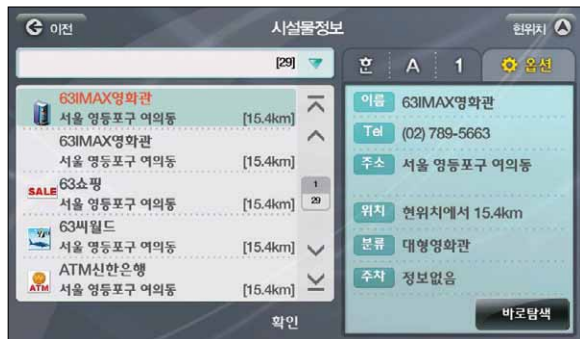 이전
시설물정보
현위치
[29]
훈 A 1 옵션
63IMAX영화관
서울 영등포구 여의동 [15.4km]
63IMAX영화관
서울 영등포구 여의동 [15.4km]
SALE
63쇼핑
서울 영등포구 여의동 [15.4km]
63씨월드
서울 영등포구 여의동 [15.4km]
ATM
ATM신한은행
서울 영등포구 여의동 [15.4km]
1
29
확인
이름 63IMAX영화관
Tel (02) 789-5663
주소 서울 영등포구 여의동
위치 현위치에서 15.4km
분류 대형영화관
주차 정보없음
바로탐색